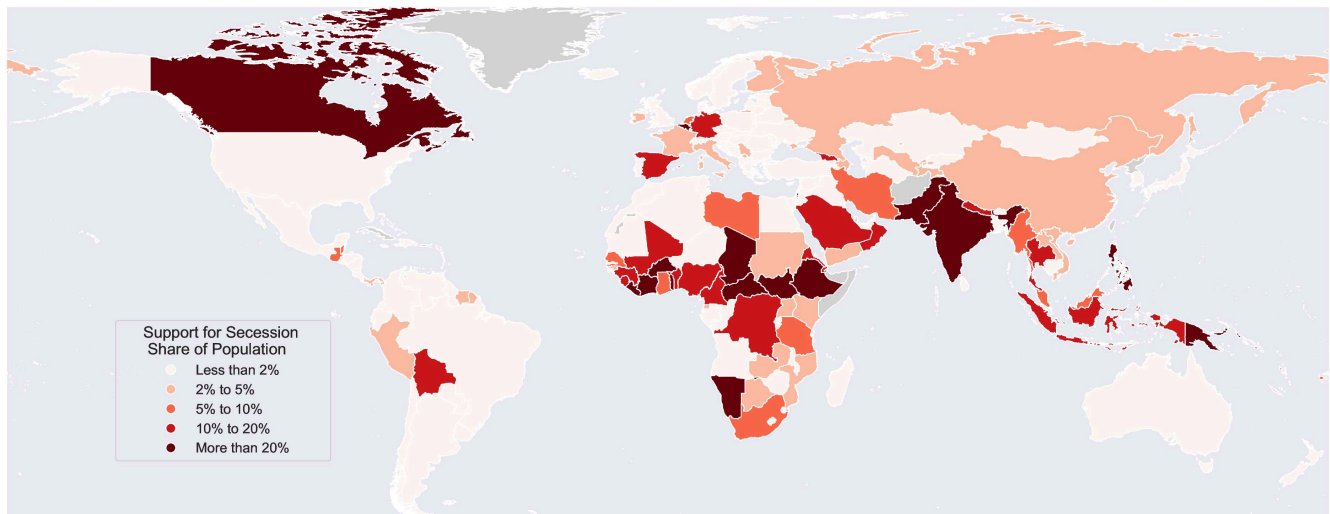 Support for Secession
Share of Population
Less than 2%
2% to 5%
5% to 10%
10% to 20%
More than 20%